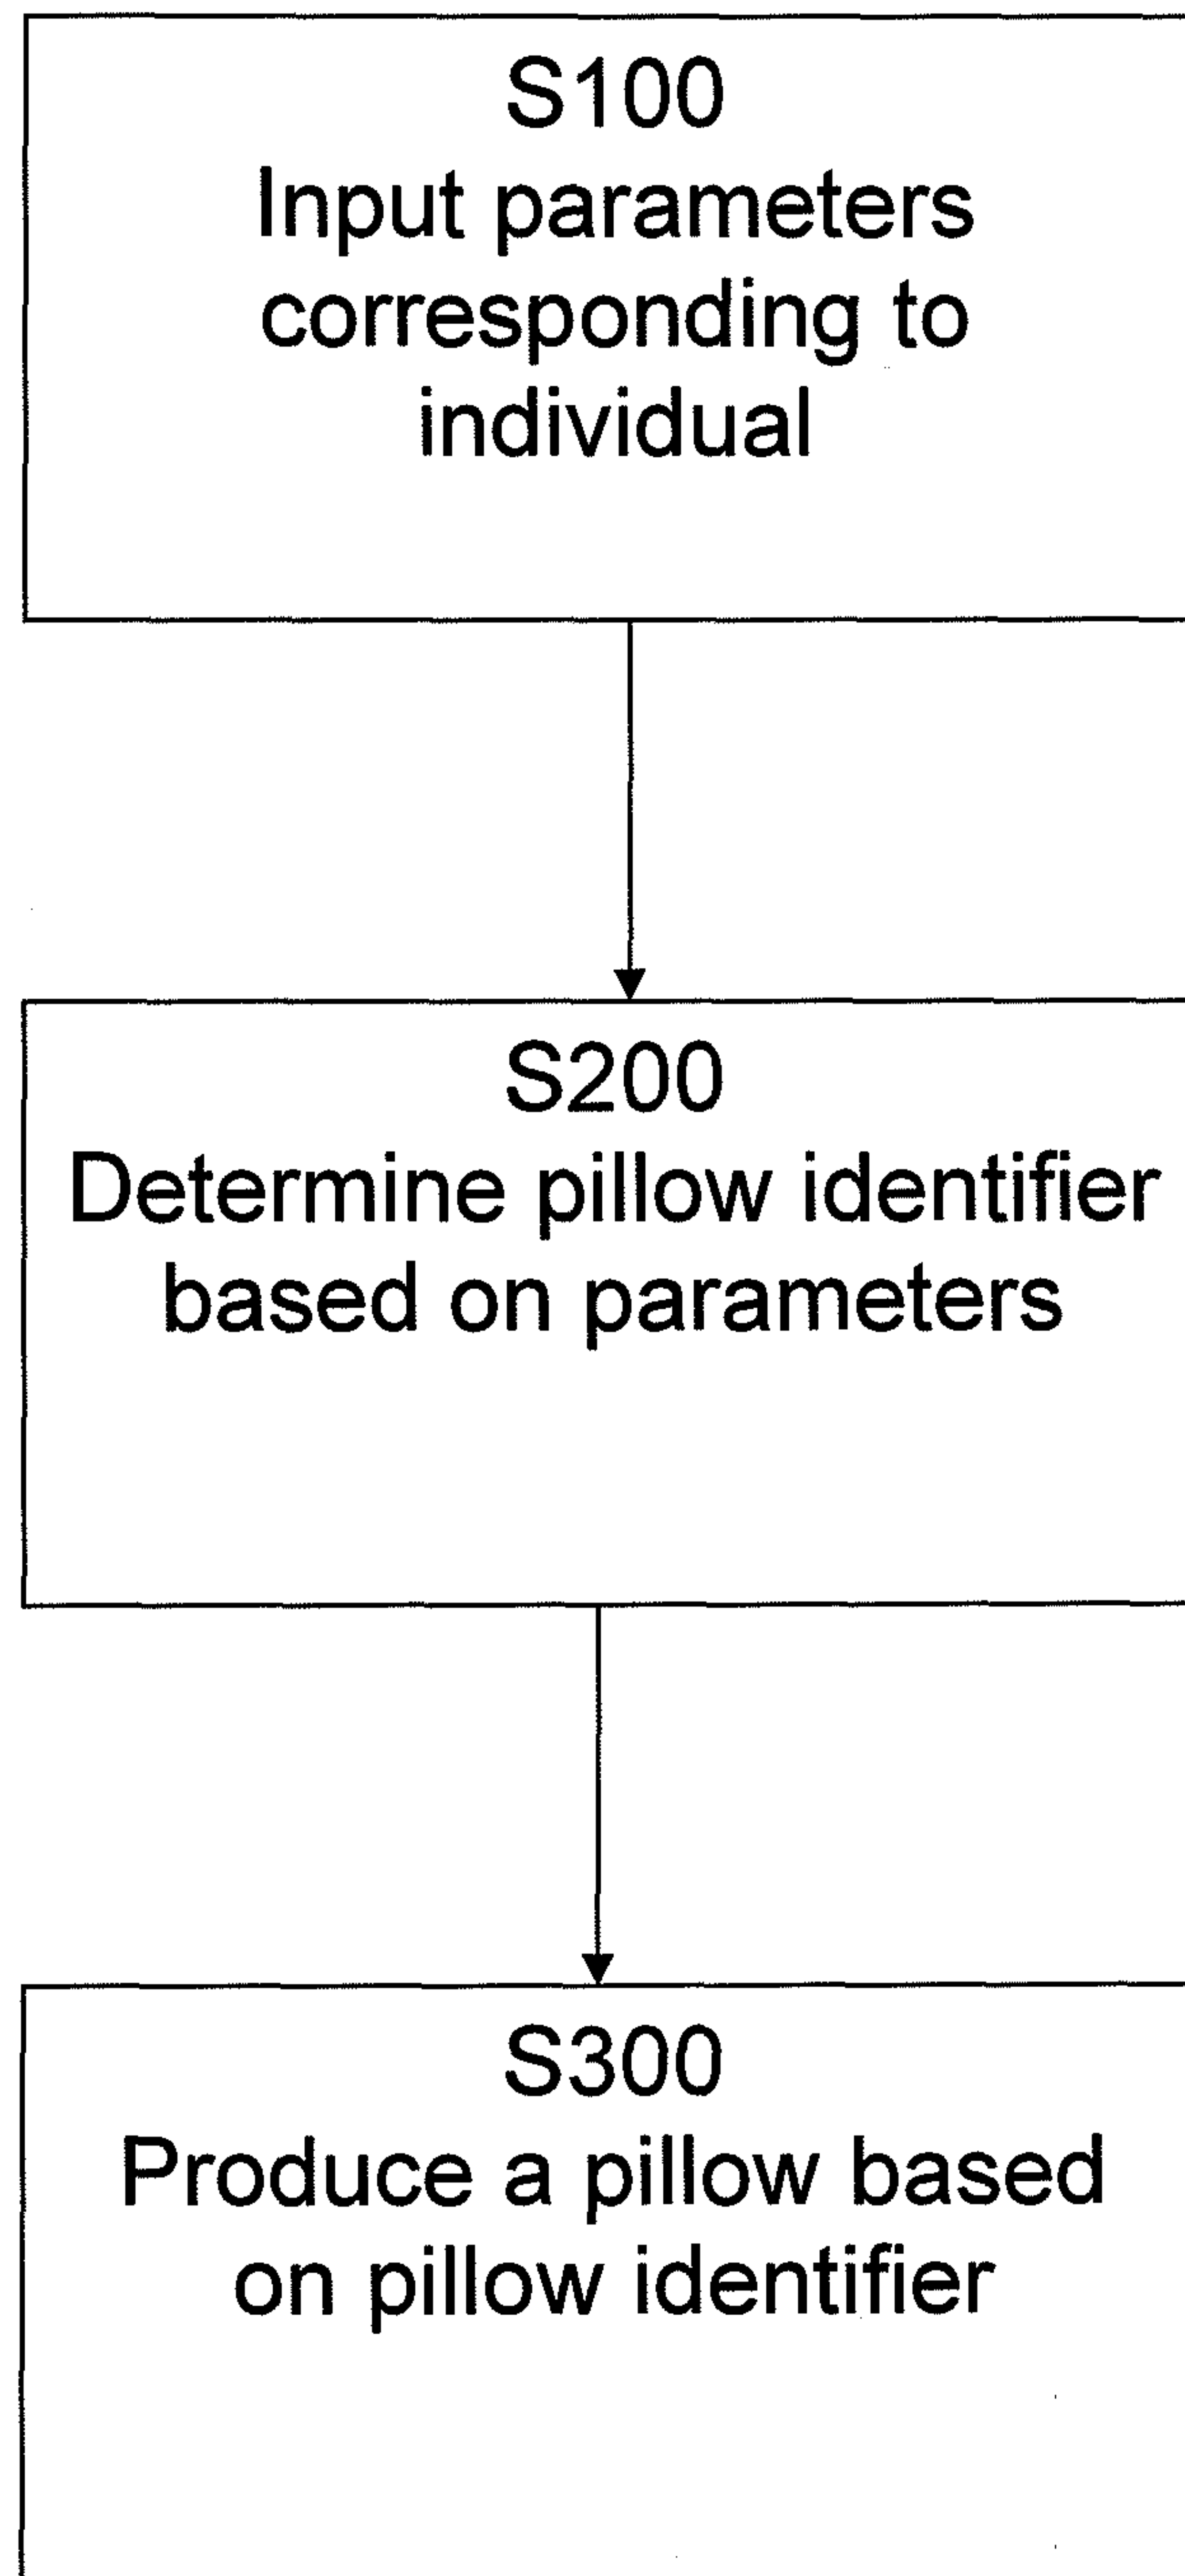 S100
Input parameters
corresponding to
individual
S200
Determine pillow identifier
based on parameters
S300
Produce a pillow based
on pillow identifier